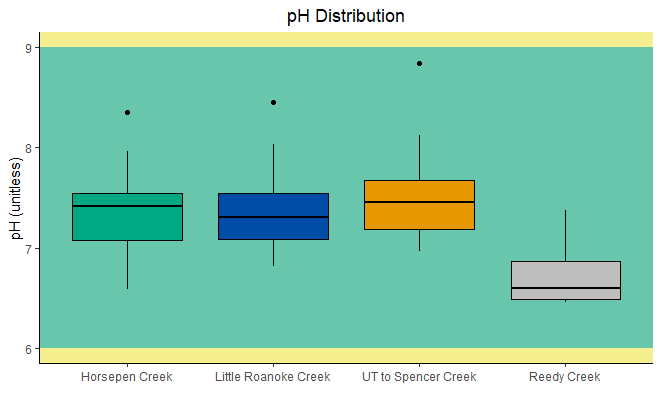 pH Distribution
pH (unitless)
9
8
7
6
Horsepen Creek
Little Roanoke Creek
UT to Spencer Creek
Reedy Creek